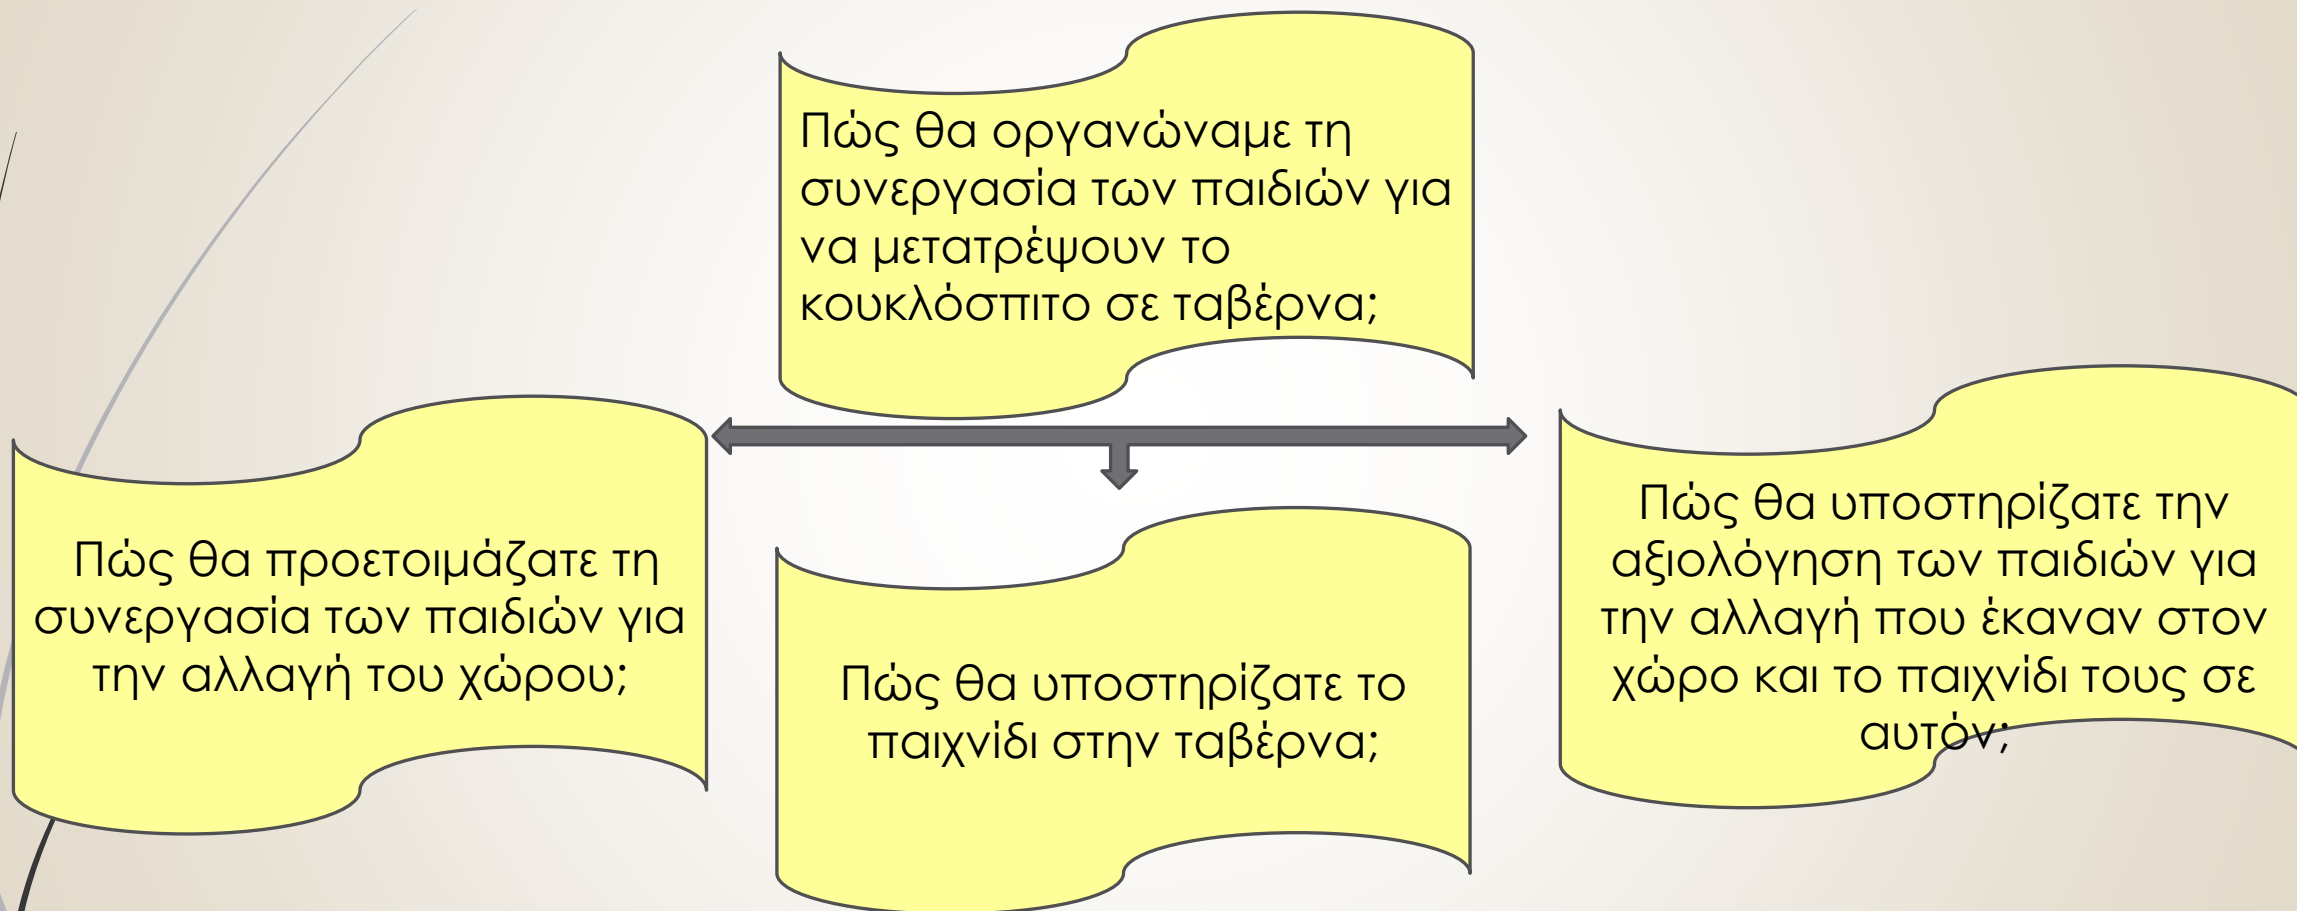 Πώς θα οργανώναμε τη
συνεργασία των παιδιών για
να μετατρέψουν το
κουκλόσπιτο σε ταβέρνα;
Πώς θα προετοιμάζατε τη
συνεργασία των παιδιών για
την αλλαγή του χώρου;
Πώς θα υποστηρίζατε το
παιχνίδι στην ταβέρνα;
Πώς θα υποστηρίζατε την
αξιολόγηση των παιδιών για
την αλλαγή που έκαναν στον
χώρο και το παιχνίδι τους σε
αυτόν;